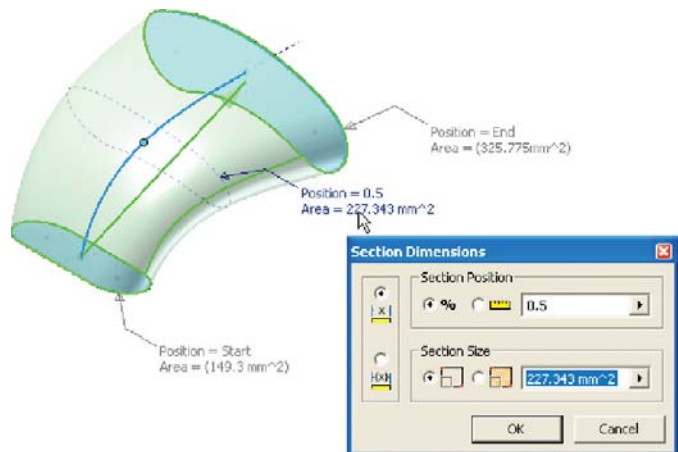 Position = End
Area = (325.775mm^2)
Position = 0.5
Area = 227.343 mm^2
Position = Start
Area = (149.3 mm^2)
Section Dimensions
Section Position
%
0.5
Section Size
227.343 mm^2
OK
Cancel